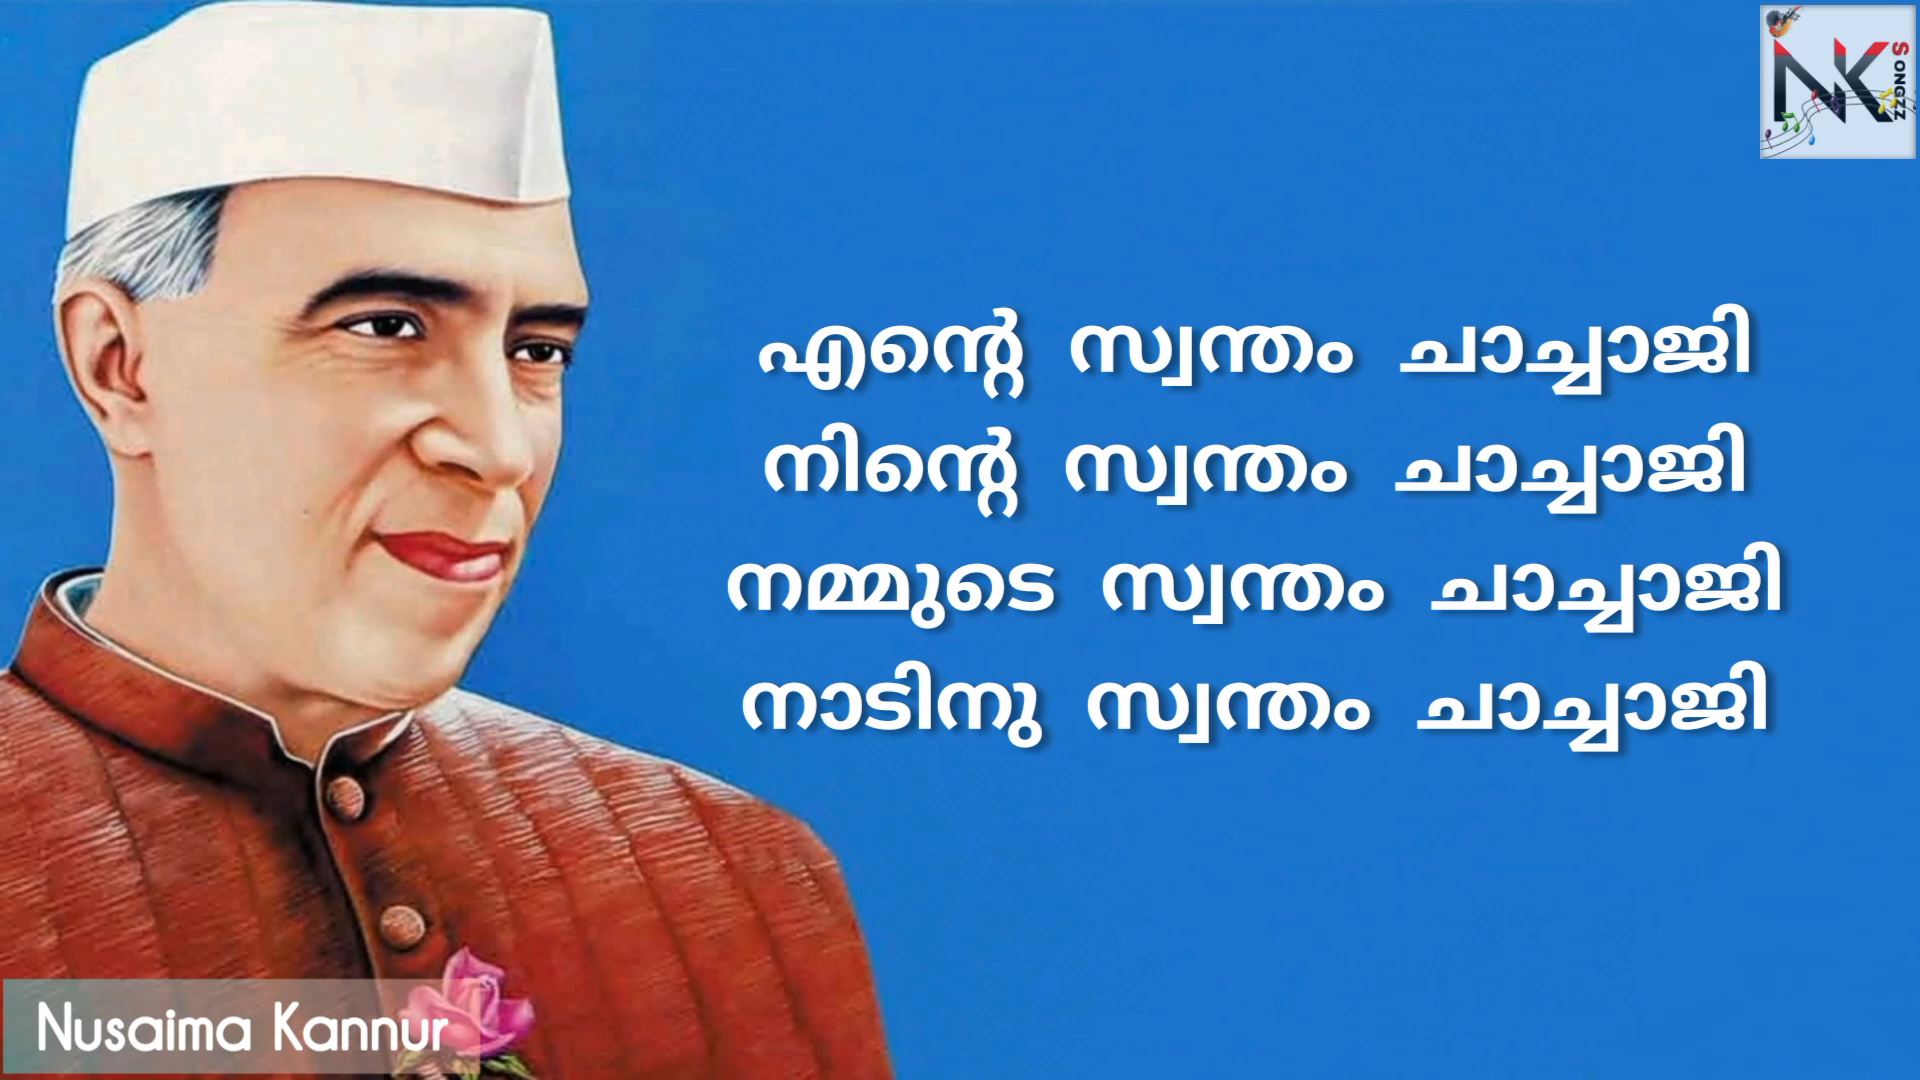 NK SONGZZ
എന്റെ സ്വന്തം ചാച്ചാജി
നിന്റെ സ്വന്തം ചാച്ചാജി
നമ്മുടെ സ്വന്തം ചാച്ചാജി
നാടിനു സ്വന്തം ചാച്ചാജി
Nusaima Kannur